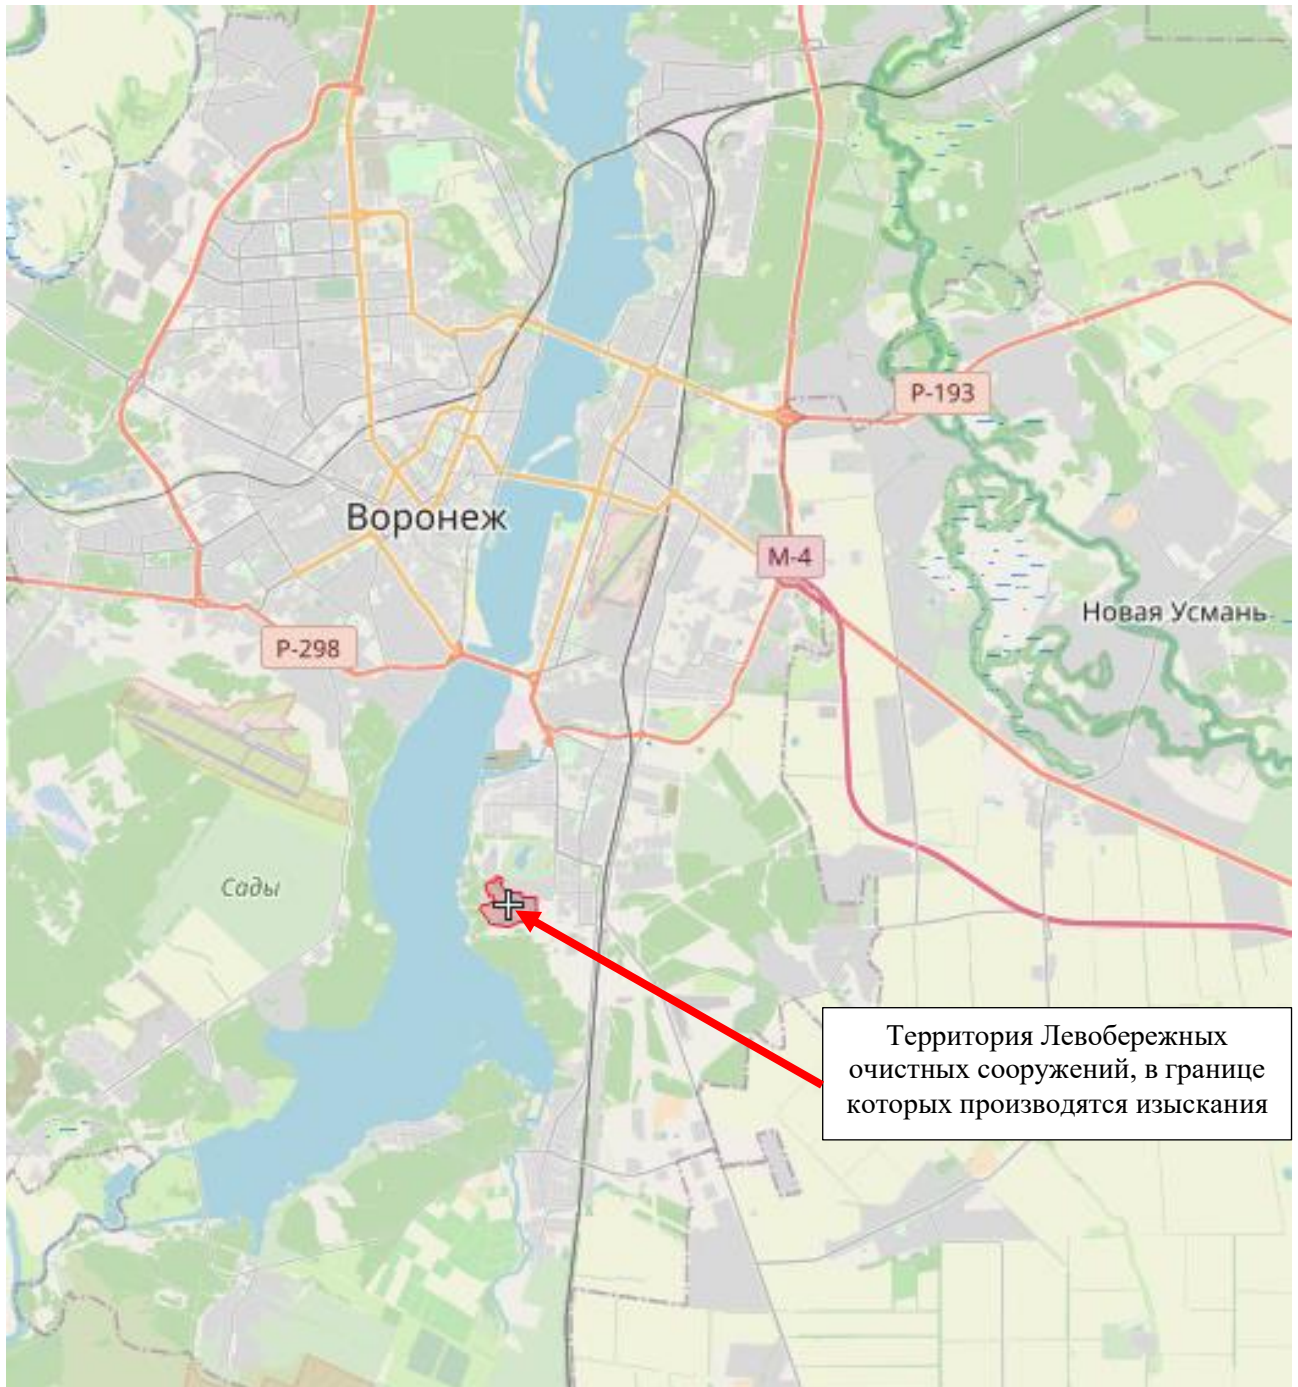 Р-193
Воронеж
М-4
Новая Усмань
Р-298
Сады
Территория Левобережных
очистных сооружений, в границе
которых производятся изыскания